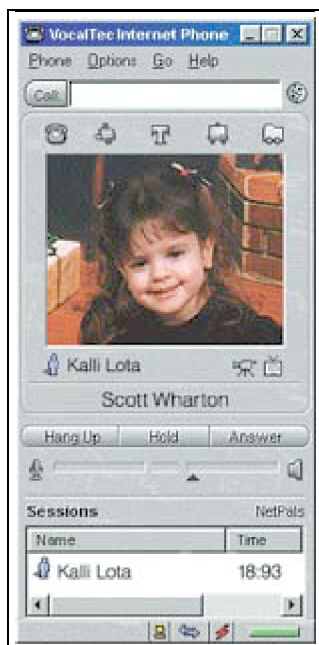 VocalTec Internet Phone
Phone Options Go Help
Call:
Kalli Lota
Scott Wharton
Hang Up Hold Answer
Sessions NetPals
Name Time
Kalli Lota 18:93